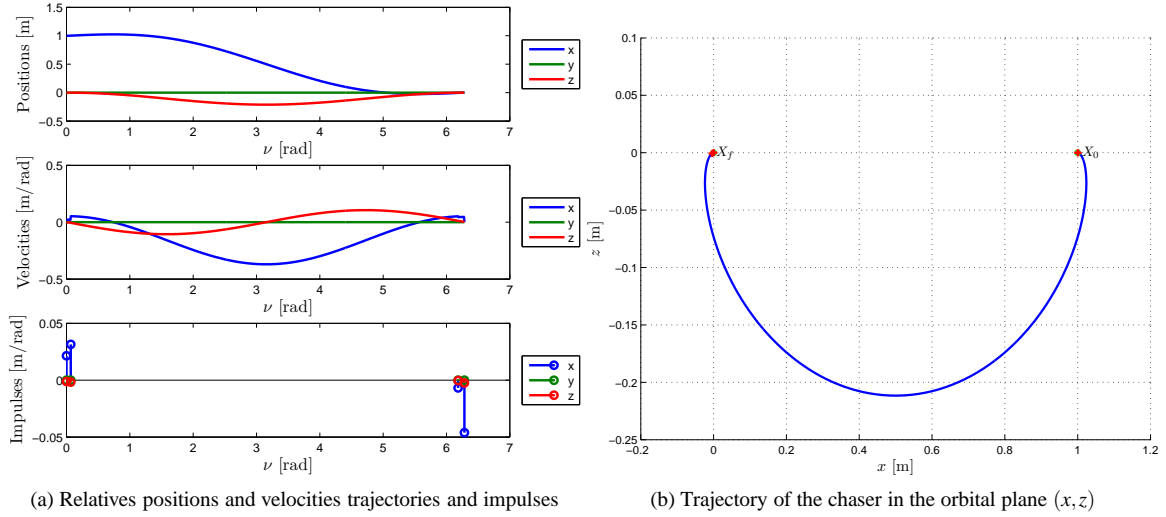 Positions [m]
1.5
1
0.5
0
-0.5
0 1 2 3 4 5 6 7
ν [rad]
x
y
z
Velocities [m/rad]
0.5
0
-0.5
0 1 2 3 4 5 6 7
ν [rad]
x
y
z
Impulses [m/rad]
0.05
0
-0.05
0 1 2 3 4 5 6 7
ν [rad]
x
y
z
(a) Relatives positions and velocities trajectories and impulses
z [m]
0.1
0.05
0
-0.05
-0.1
-0.15
-0.2
-0.25
X_f
X_0
-0.2 0 0.2 0.4 0.6 0.8 1 1.2
x [m]
(b) Trajectory of the chaser in the orbital plane (x,z)